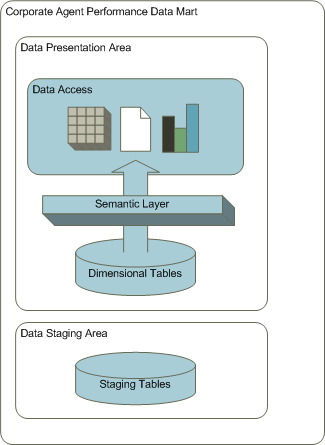 Corporate Agent Performance Data Mart
Data Presentation Area
Data Access
Semantic Layer
Dimensional Tables
Data Staging Area
Staging Tables